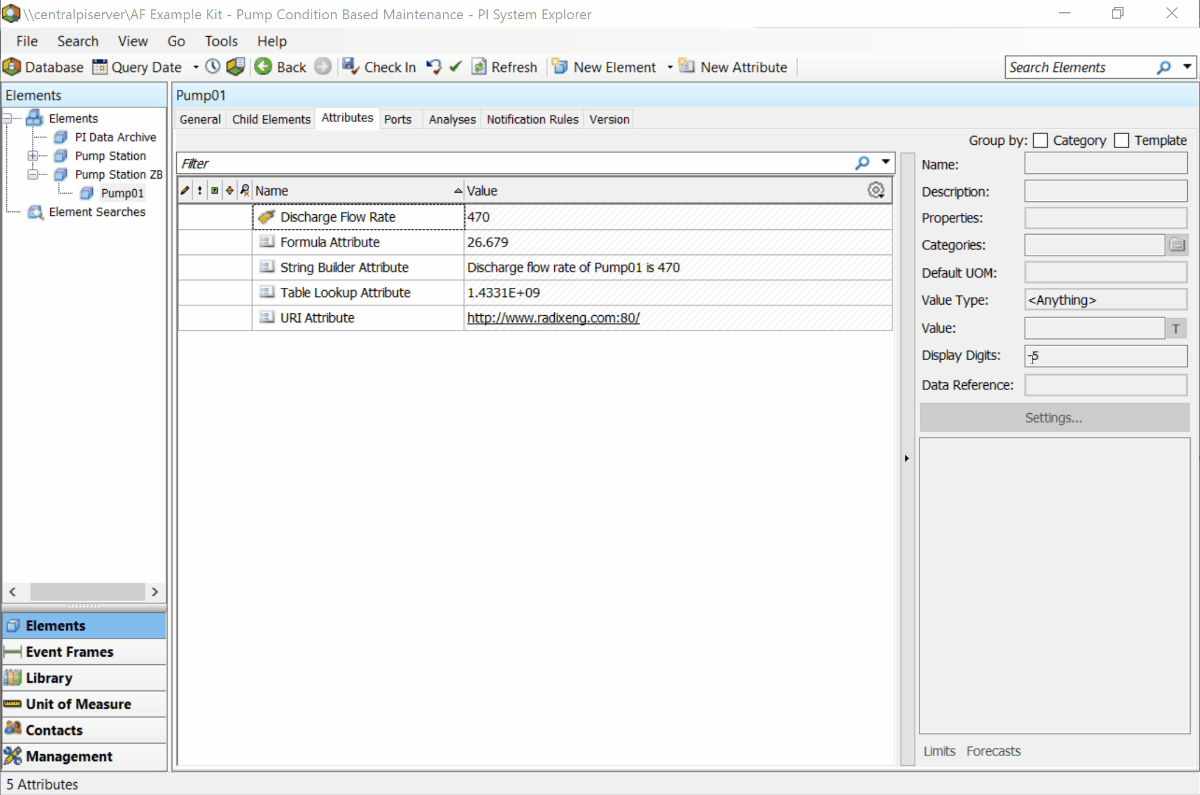 \\centralpiserver\AF Example Kit - Pump Condition Based Maintenance - PI System Explorer
File Search View Go Tools Help
Database Query Date Back Check In Refresh New Element New Attribute Search Elements
Elements
Elements
PI Data Archive
Pump Station
Pump Station ZB
Pump01
Element Searches
Elements
Event Frames
Library
Unit of Measure
Contacts
Management
Pump01
General Child Elements Attributes Ports Analyses Notification Rules Version
Group by: Category Template
Filter
Name Value
Discharge Flow Rate 470
Formula Attribute 26.679
String Builder Attribute Discharge flow rate of Pump01 is 470
Table Lookup Attribute 1.4331E+09
URI Attribute http://www.radixeng.com:80/
Name:
Description:
Properties:
Categories:
Default UOM:
Value Type: <Anything>
Value: T
Display Digits: -5
Data Reference:
Settings...
Limits Forecasts
5 Attributes